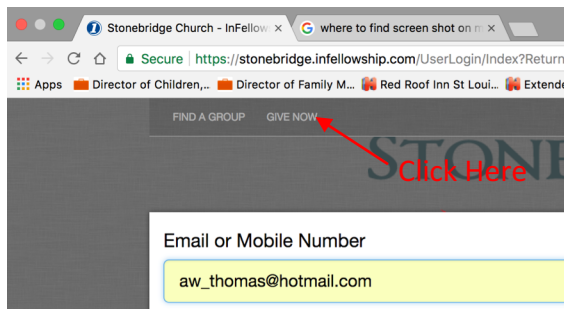 Stonebridge Church - InFellow
where to find screen shot on m
Secure https://stonebridge.infellowship.com/UserLogin/Index?Return
Apps Director of Children,.. Director of Family M... Red Roof Inn St Loui... Extende
FIND A GROUP GIVE NOW
STONE
Click Here
Email or Mobile Number
aw_thomas@hotmail.com